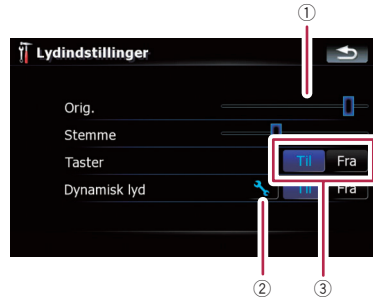 ①
Lydindstillinger
Orig.
Stemme
Taster Til Fra
Dynamisk lyd Til Fra
② ③